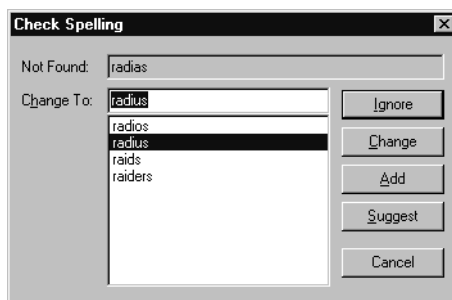 Check Spelling
Not Found: radias
Change To: radius
radios
radius
raids
raiders
Ignore
Change
Add
Suggest
Cancel